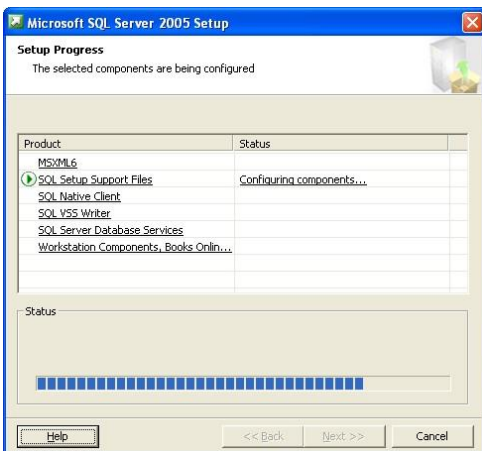 Microsoft SQL Server 2005 Setup
Setup Progress
The selected components are being configured
Product Status
MSXML6
SQL Setup Support Files Configuring components...
SQL Native Client
SQL VSS Writer
SQL Server Database Services
Workstation Components, Books Onlin...
Status
Help << Back Next >> Cancel